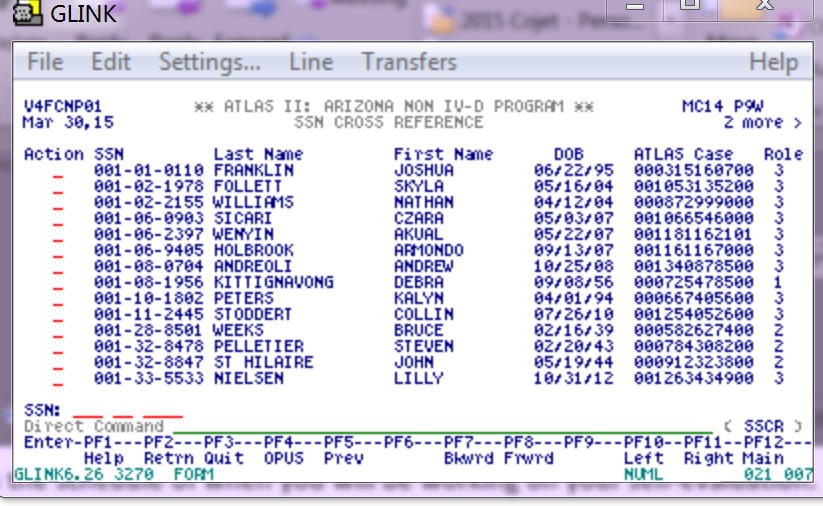 GLINK
2015 Cojet - Perso...
File Edit Settings... Line Transfers Help
V4FCNP01 ** ATLAS II: ARIZONA NON IV-D PROGRAM ** MC14 P9W
Mar 30,15 SSN CROSS REFERENCE 2 more >
Action SSN Last Name First Name DOB ATLAS Case Role
_ 001-01-0110 FRANKLIN JOSHUA 06/22/95 000315160700 3
_ 001-02-1978 FOLLETT SKYLA 05/16/04 001053135200 3
_ 001-02-2155 WILLIAMS NATHAN 04/12/04 000872999000 3
_ 001-06-0903 SICARI CZARA 05/03/07 001066546000 3
_ 001-06-2397 WENYIN AKUAL 05/22/07 001181162101 3
_ 001-06-9405 HOLBROOK ARMONDO 09/13/07 001161167000 3
_ 001-08-0704 ANDREOLI ANDREW 10/25/08 001340878500 3
_ 001-08-1956 KITTIGNAVONG DEBRA 09/08/56 000725478500 1
_ 001-10-1802 PETERS KALYN 04/01/94 000667405600 3
_ 001-11-2445 STODDERT COLLIN 07/26/10 001254052600 3
_ 001-28-8501 WEEKS BRUCE 02/16/39 000582627400 2
_ 001-32-8478 PELLETIER STEVEN 02/20/43 000784308200 2
_ 001-32-8847 ST HILAIRE JOHN 05/19/44 000912323800 2
_ 001-33-5533 NIELSEN LILLY 10/31/12 001263434900 3
SSN: ___ __ ____
Direct Command ( SSCR )
Enter-PF1---PF2---PF3---PF4---PF5---PF6---PF7---PF8---PF9---PF10--PF11--PF12---
Help Retrn Quit OPUS Prev Bkwrd Frwrd Left Right Main
GLINK6.26 3270 FORM NUML 021 007